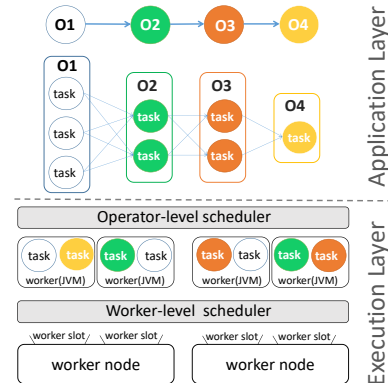 O1 O2 O3 O4
Application Layer
O1
O2 O3
O4
task
task task
task
task
task task
task
Operator-level scheduler
Execution Layer
task task task task task task task task
worker(JVM) worker(JVM) worker(JVM) worker(JVM)
Worker-level scheduler
worker slot worker slot worker slot worker slot
worker node worker node